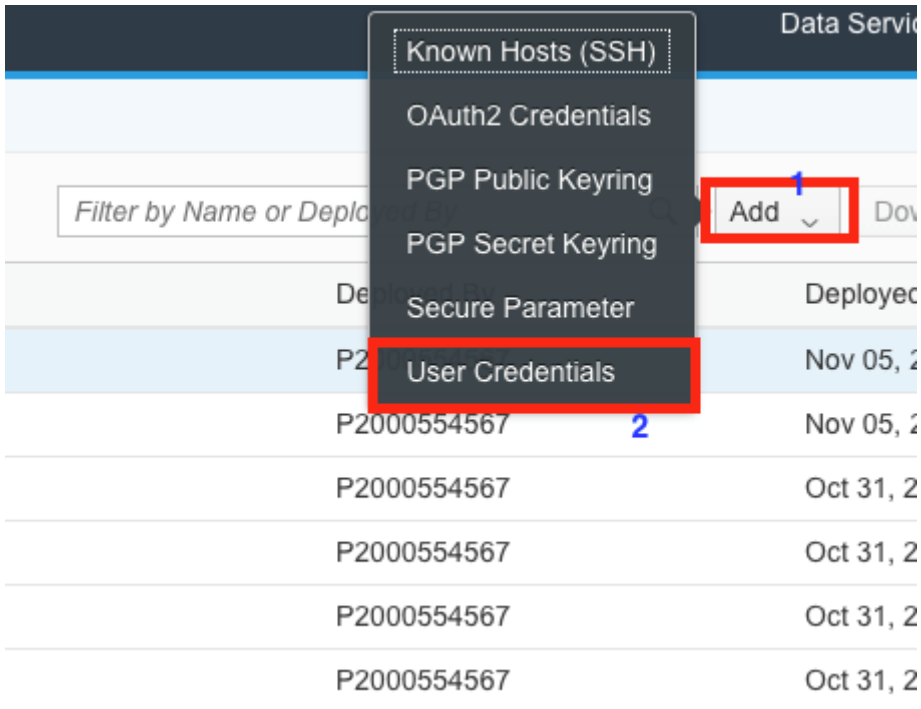 Data Servic
Known Hosts (SSH)
OAuth2 Credentials
PGP Public Keyring
PGP Secret Keyring
Secure Parameter
User Credentials
1
2
Filter by Name or Deployed By
Add
Dov
Deployed By
Deployed
P2000554567
Nov 05, 2
P2000554567
Nov 05, 2
P2000554567
Oct 31, 2
P2000554567
Oct 31, 2
P2000554567
Oct 31, 2
P2000554567
Oct 31, 2